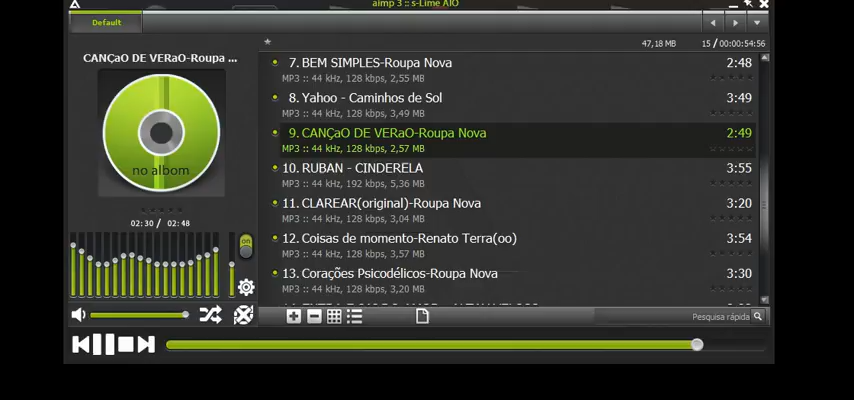 aimp 3 :: s-Lime AIO
Default
47,18 MB 15 / 00:00:54:56
CANÇaO DE VERaO-Roupa ...
no albom
02:30 / 02:48
on
7. BEM SIMPLES-Roupa Nova 2:48
MP3 :: 44 kHz, 128 kbps, 2,55 MB
8. Yahoo - Caminhos de Sol 3:49
MP3 :: 44 kHz, 128 kbps, 3,49 MB
9. CANÇaO DE VERaO-Roupa Nova 2:49
MP3 :: 44 kHz, 128 kbps, 2,57 MB
10. RUBAN - CINDERELA 3:55
MP3 :: 44 kHz, 192 kbps, 5,36 MB
11. CLAREAR(original)-Roupa Nova 3:20
MP3 :: 44 kHz, 128 kbps, 3,04 MB
12. Coisas de momento-Renato Terra(oo) 3:54
MP3 :: 44 kHz, 128 kbps, 3,57 MB
13. Corações Psicodélicos-Roupa Nova 3:30
MP3 :: 44 kHz, 128 kbps, 3,20 MB
Pesquisa rápida